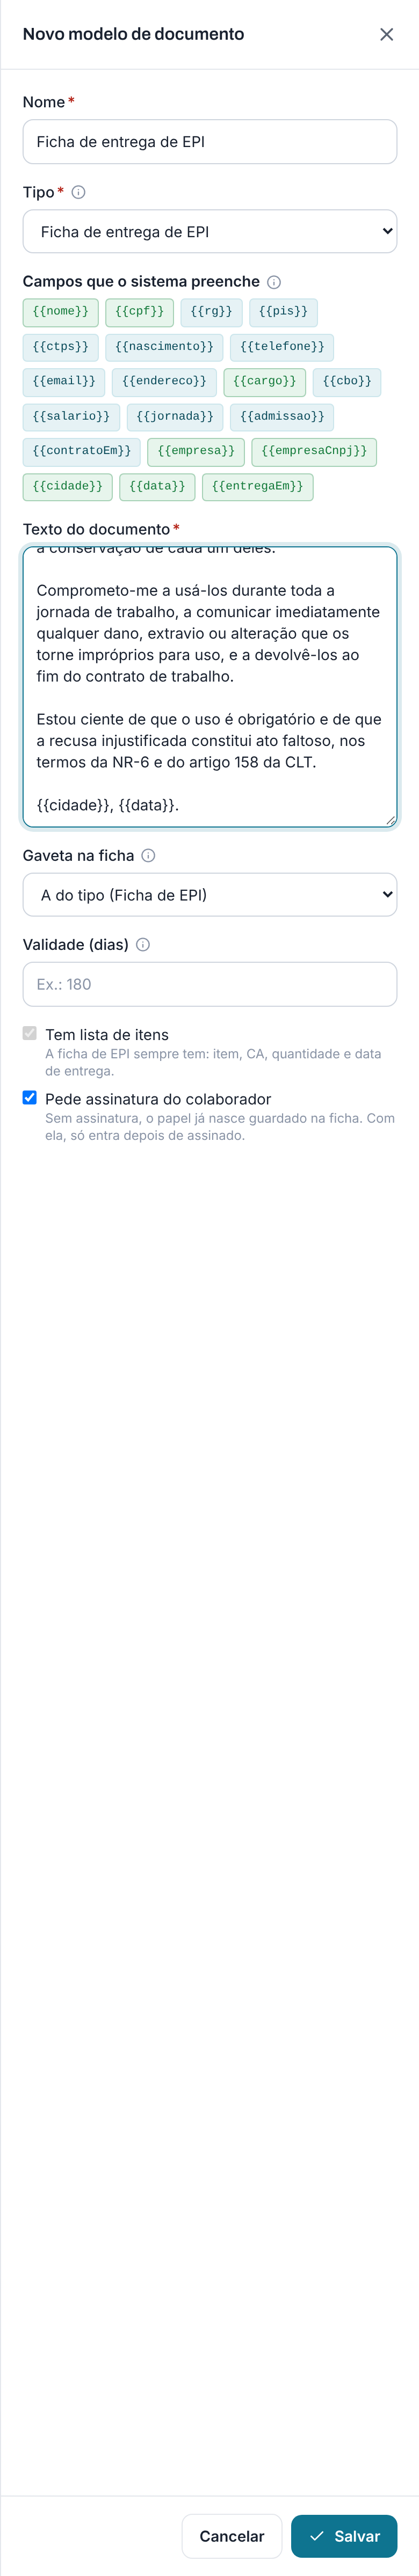 Novo modelo de documento
Nome*
Ficha de entrega de EPI
Tipo*
Ficha de entrega de EPI
Campos que o sistema preenche
{{nome}} {{cpf}} {{rg}} {{pis}}
{{ctps}} {{nascimento}} {{telefone}}
{{email}} {{endereco}} {{cargo}} {{cbo}}
{{salario}} {{jornada}} {{admissao}}
{{contratoEm}} {{empresa}} {{empresaCnpj}}
{{cidade}} {{data}} {{entregaEm}}
Texto do documento*
a conservação de cada um deles.
Comprometo-me a usá-los durante toda a
jornada de trabalho, a comunicar imediatamente
qualquer dano, extravio ou alteração que os
torne impróprios para uso, e a devolvê-los ao
fim do contrato de trabalho.
Estou ciente de que o uso é obrigatório e de que
a recusa injustificada constitui ato faltoso, nos
termos da NR-6 e do artigo 158 da CLT.
{{cidade}}, {{data}}.
Gaveta na ficha
A do tipo (Ficha de EPI)
Validade (dias)
Ex.: 180
Tem lista de itens
A ficha de EPI sempre tem: item, CA, quantidade e data
de entrega.
Pede assinatura do colaborador
Sem assinatura, o papel já nasce guardado na ficha. Com
ela, só entra depois de assinado.
Cancelar
Salvar